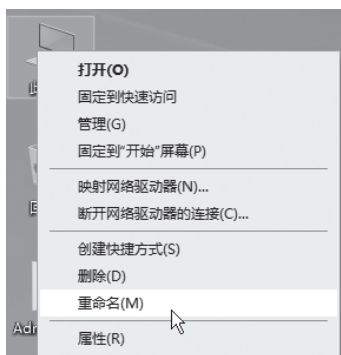 打开(O)
固定到快速访问
管理(G)
固定到"开始"屏幕(P)
映射网络驱动器(N)...
断开网络驱动器的连接(C)...
创建快捷方式(S)
删除(D)
重命名(M)
属性(R)